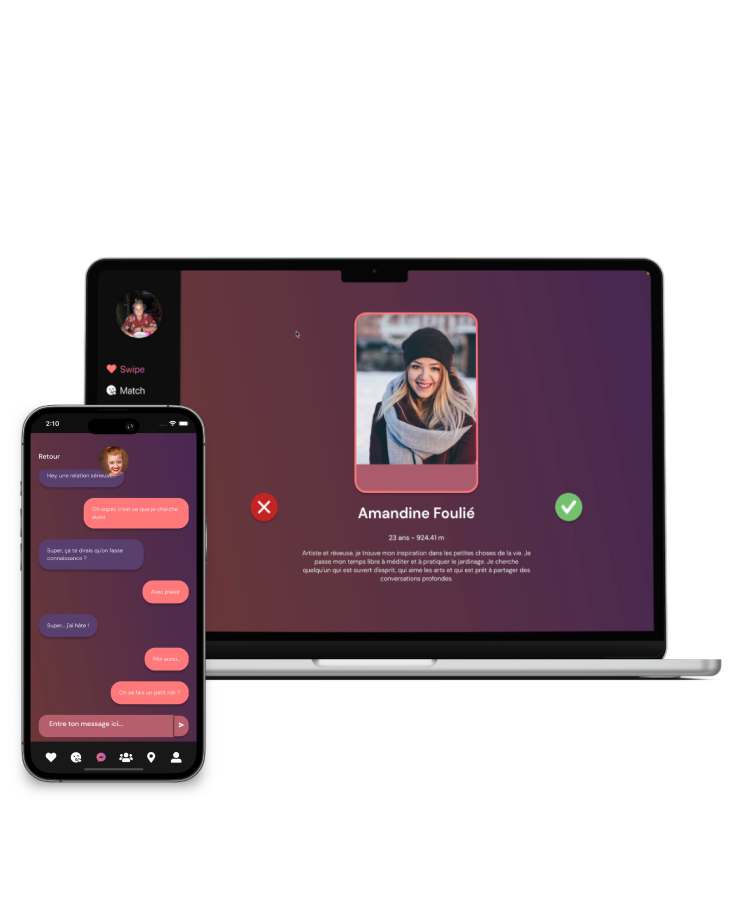 Swipe
Match
Amandine Foulié
23 ans - 924.41 m
Artiste et rêveuse, je trouve mon inspiration dans les petites choses de la vie. Je
passe mon temps libre à méditer et à pratiquer le jardinage. Je cherche
quelqu'un qui est ouvert d'esprit, qui aime les arts et qui est prêt à partager des
conversations profondes.
2:10
Retour
Hey, une relation sérieuse...
Oh super, c'est ce que je cherche
aussi
Super, ça te dirais qu'on fasse
connaissance ?
Avec plaisir
Super... j'ai hâte !
Moi aussi...
On se fais un petit rdv ?
Entre ton message ici...